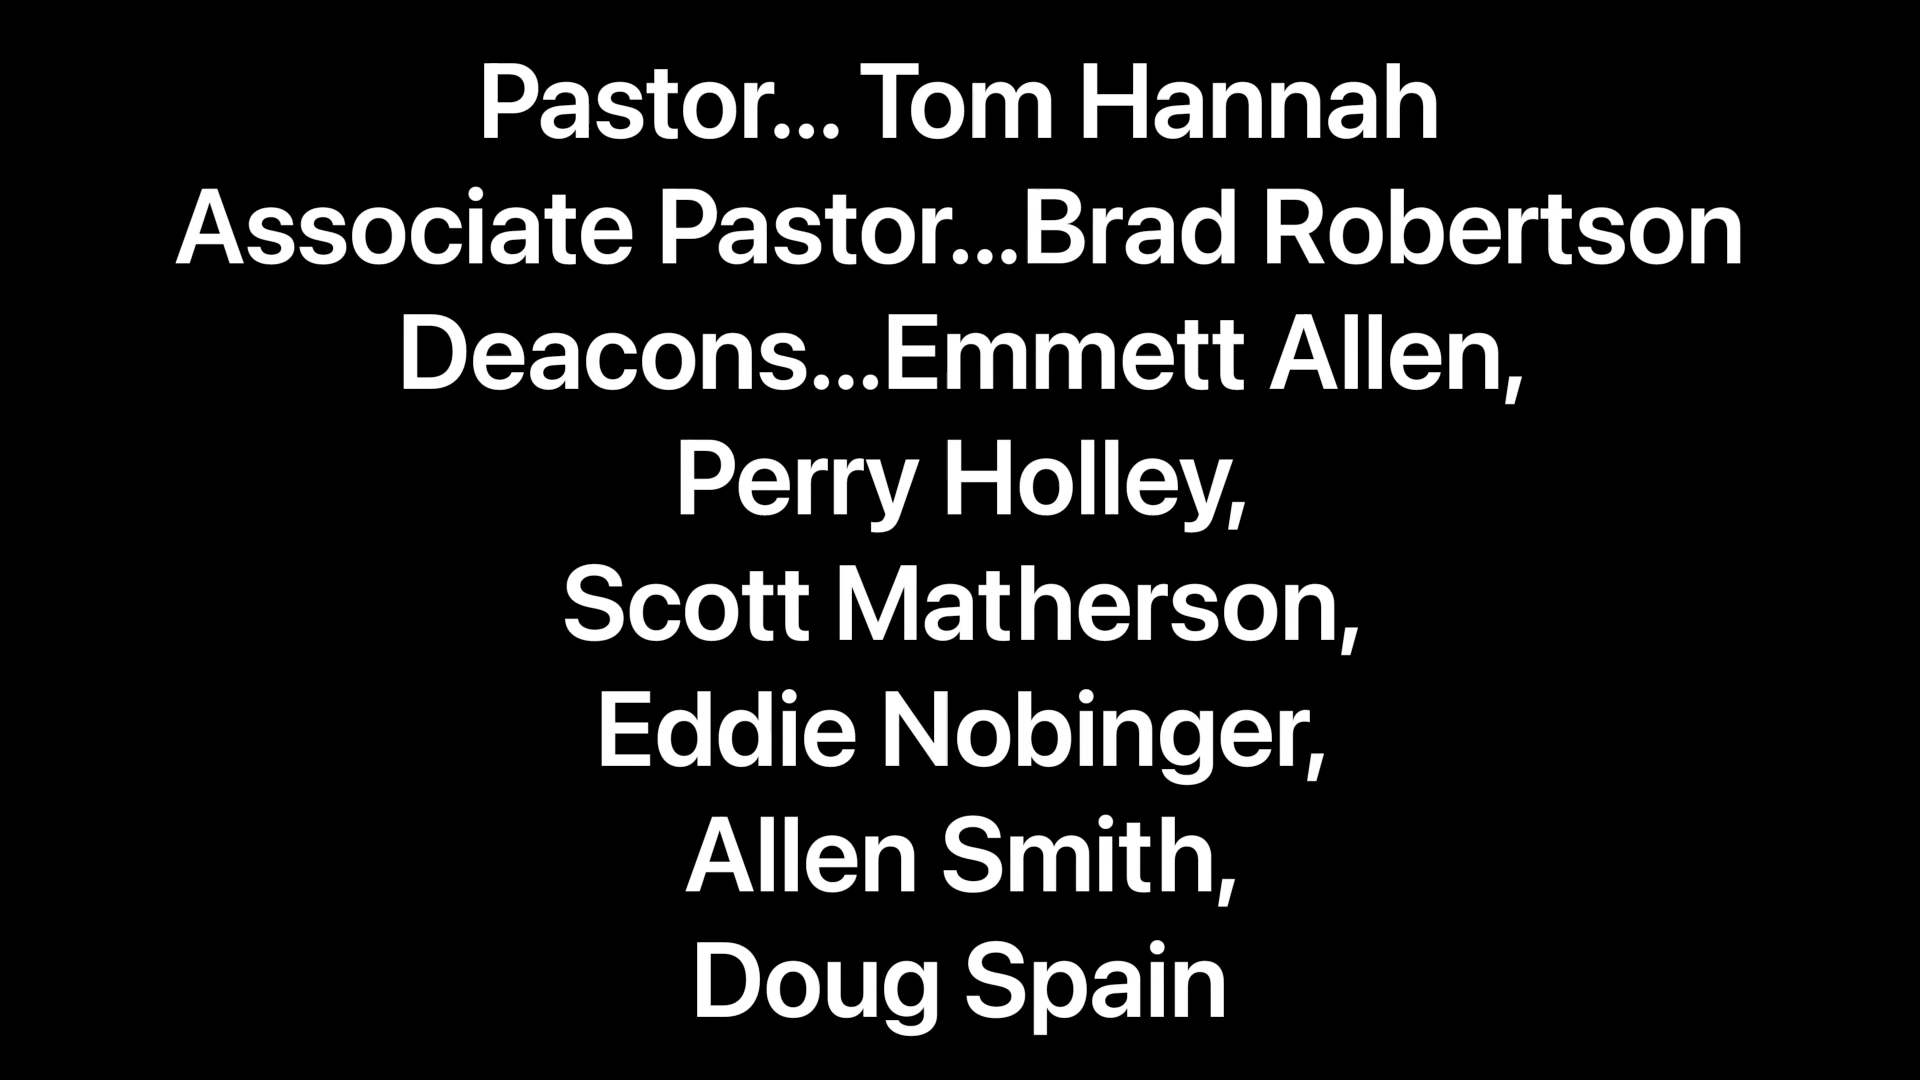 Pastor... Tom Hannah
Associate Pastor...Brad Robertson
Deacons...Emmett Allen,
Perry Holley,
Scott Matherson,
Eddie Nobinger,
Allen Smith,
Doug Spain